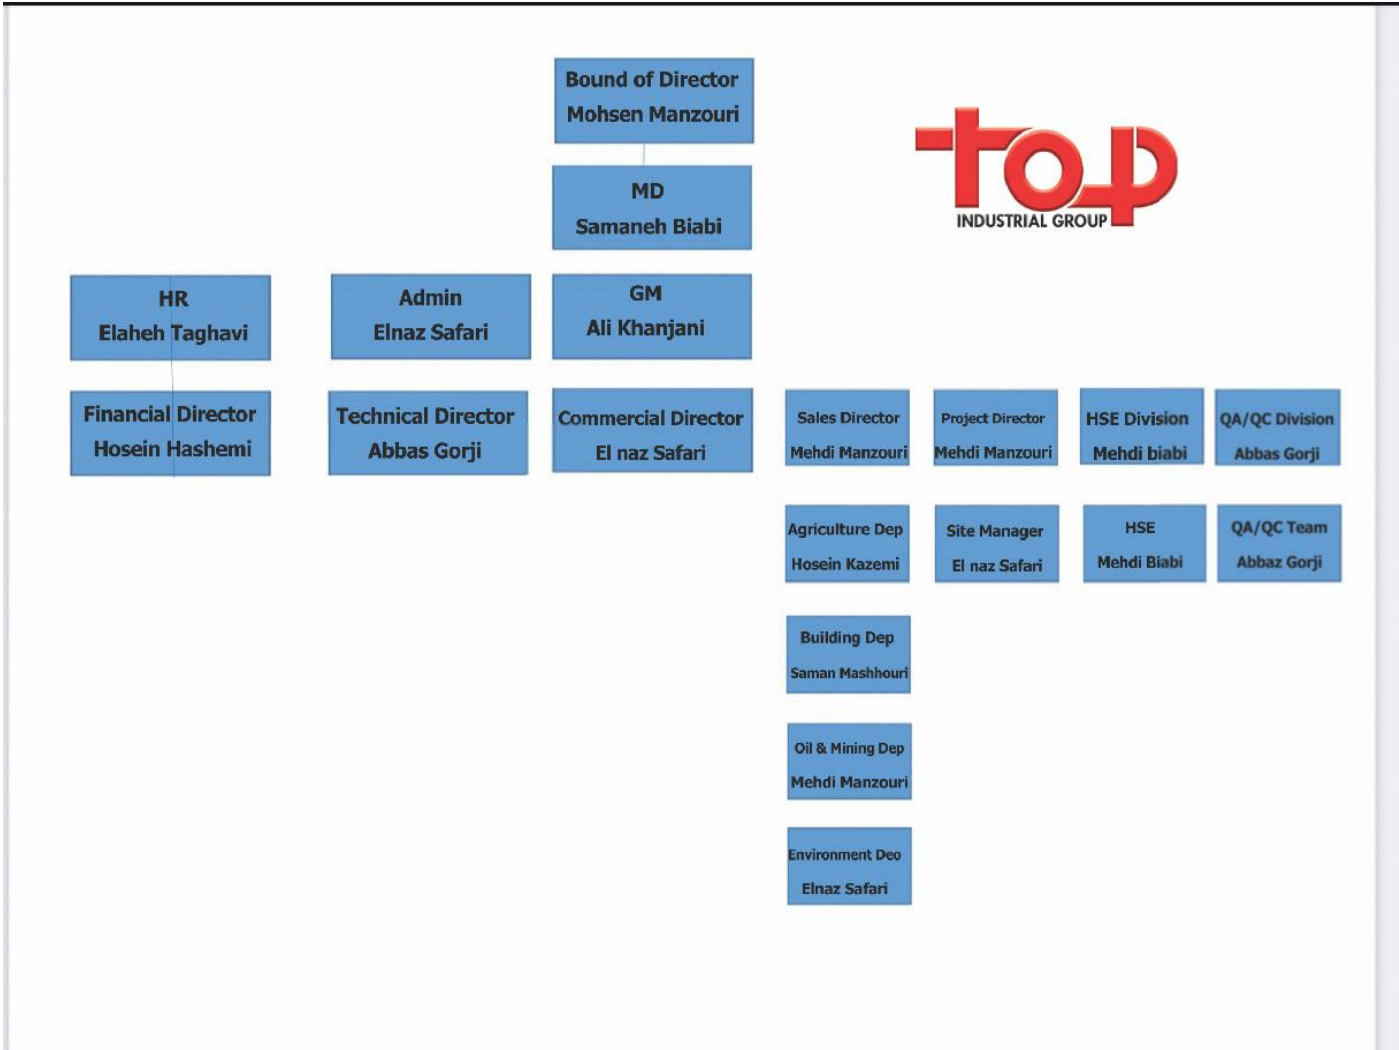 Bound of Director
Mohsen Manzouri
top
INDUSTRIAL GROUP
MD
Samaneh Biabi
HR
Elaheh Taghavi
Admin
Elnaz Safari
GM
Ali Khanjani
Financial Director
Hosein Hashemi
Technical Director
Abbas Gorji
Commercial Director
El naz Safari
Sales Director
Mehdi Manzouri
Project Director
Mehdi Manzouri
HSE Division
Mehdi biabi
QA/QC Division
Abbas Gorji
Agriculture Dep
Hosein Kazemi
Site Manager
El naz Safari
HSE
Mehdi Biabi
QA/QC Team
Abbaz Gorji
Building Dep
Saman Mashhouri
Oil & Mining Dep
Mehdi Manzouri
Environment Deo
Elnaz Safari